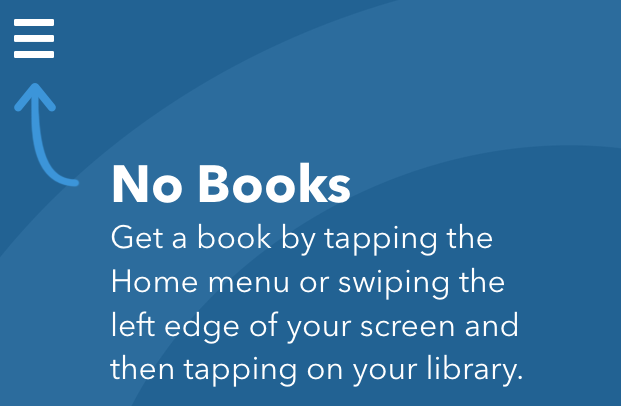 No Books
Get a book by tapping the
Home menu or swiping the
left edge of your screen and
then tapping on your library.